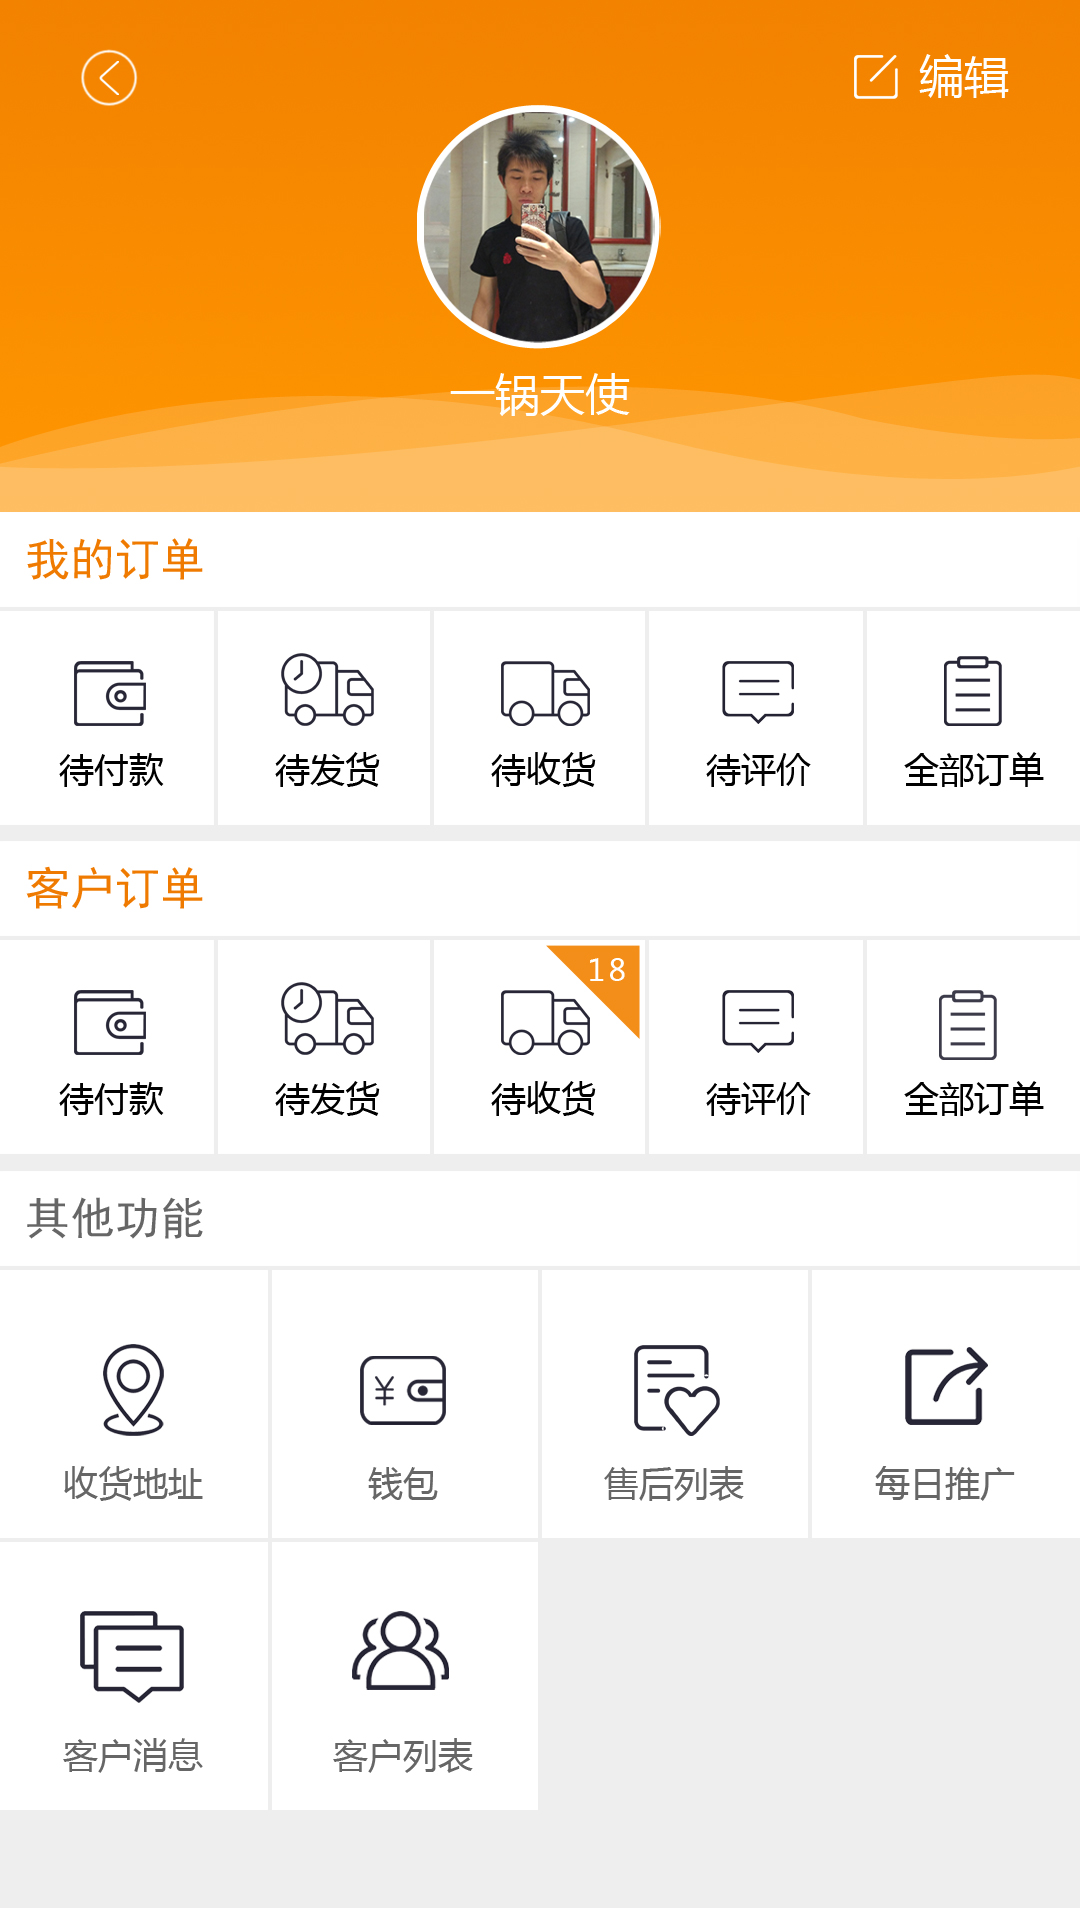 编辑
一锅天使
我的订单
待付款 待发货 待收货 待评价 全部订单
客户订单
18
待付款 待发货 待收货 待评价 全部订单
其他功能
¥
收货地址 钱包 售后列表 每日推广
客户消息 客户列表